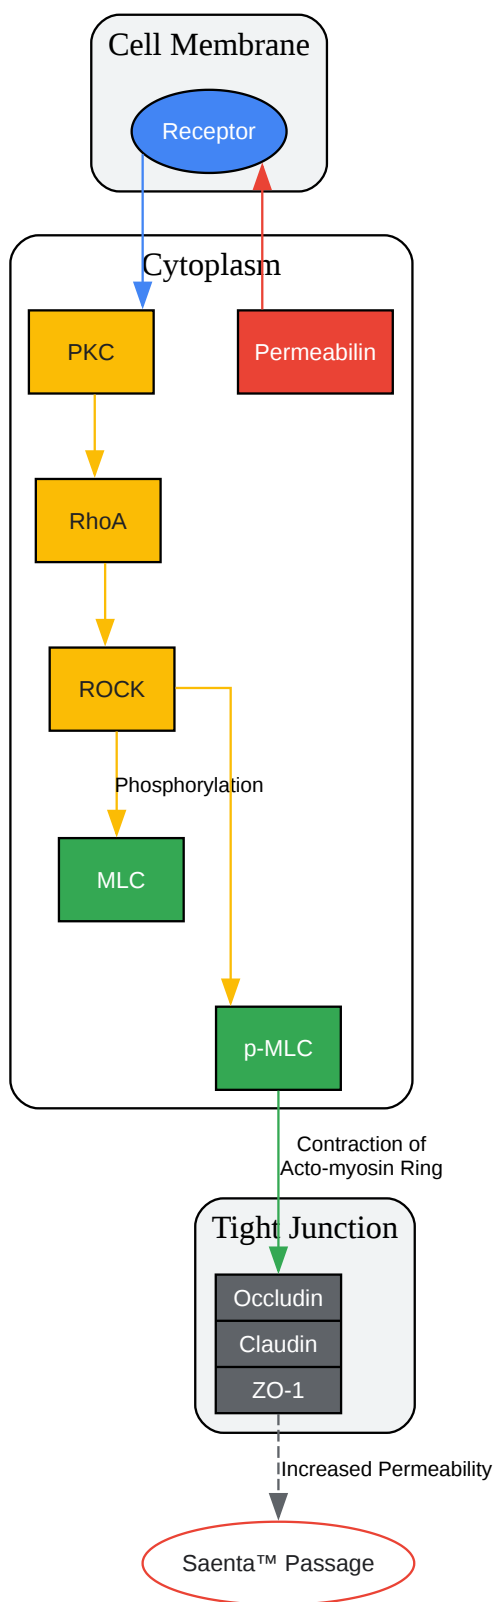 Cell Membrane
Receptor
Cytoplasm
PKC
Permeabilin
RhoA
ROCK
Phosphorylation
MLC
p-MLC
Contraction of
Acto-myosin Ring
Tight Junction
Occludin
Claudin
ZO-1
Increased Permeability
Saenta™ Passage